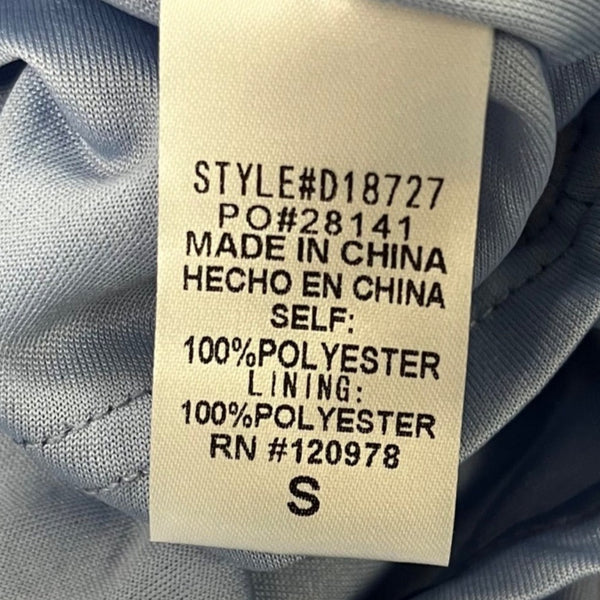 STYLE#D18727
PO#28141
MADE IN CHINA
HECHO EN CHINA
SELF:
100%POLYESTER
LINING:
100%POLYESTER
RN #120978
S